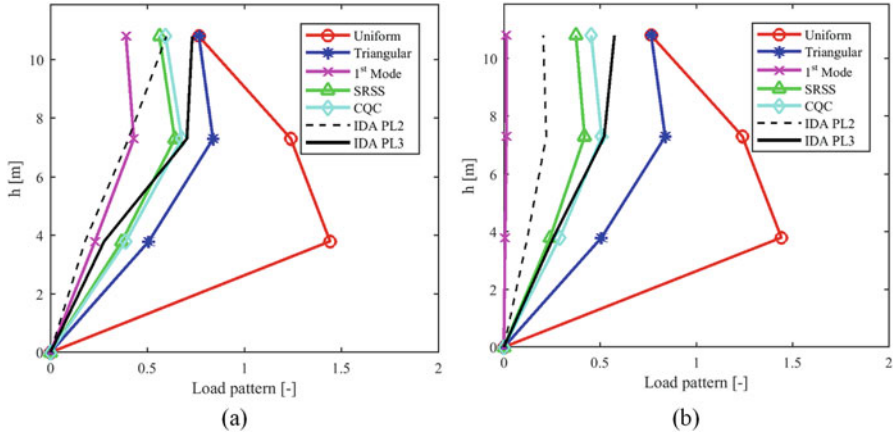 10
8
6
4
2
0
h [m]
0
0.5
1
1.5
2
Load pattern [-]
Uniform
Triangular
1st Mode
SRSS
CQC
IDA PL2
IDA PL3
(a)
10
8
6
4
2
0
h [m]
0
0.5
1
1.5
2
Load pattern [-]
Uniform
Triangular
1st Mode
SRSS
CQC
IDA PL2
IDA PL3
(b)